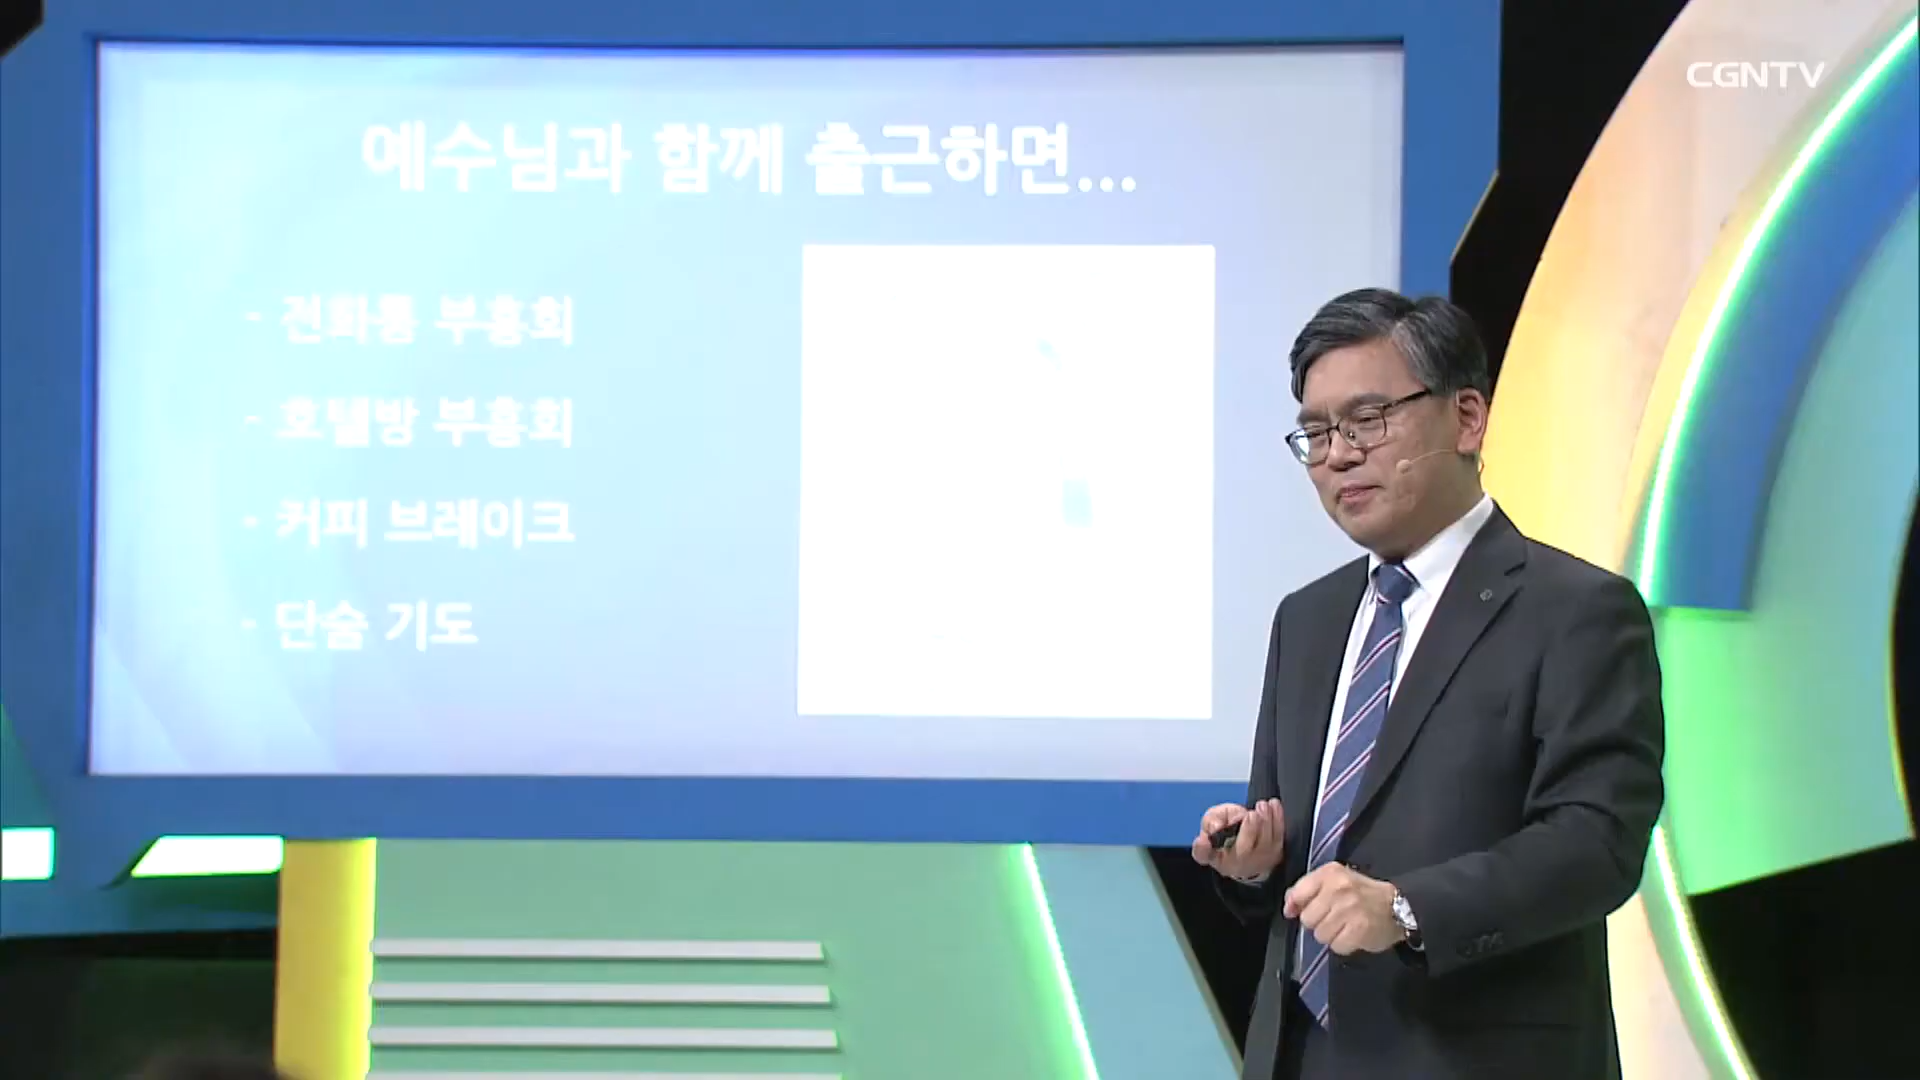 CGNTV
예수님과 함께 출근하면...
- 전화통 부흥회
- 호텔방 부흥회
- 커피 브레이크
- 단숨 기도